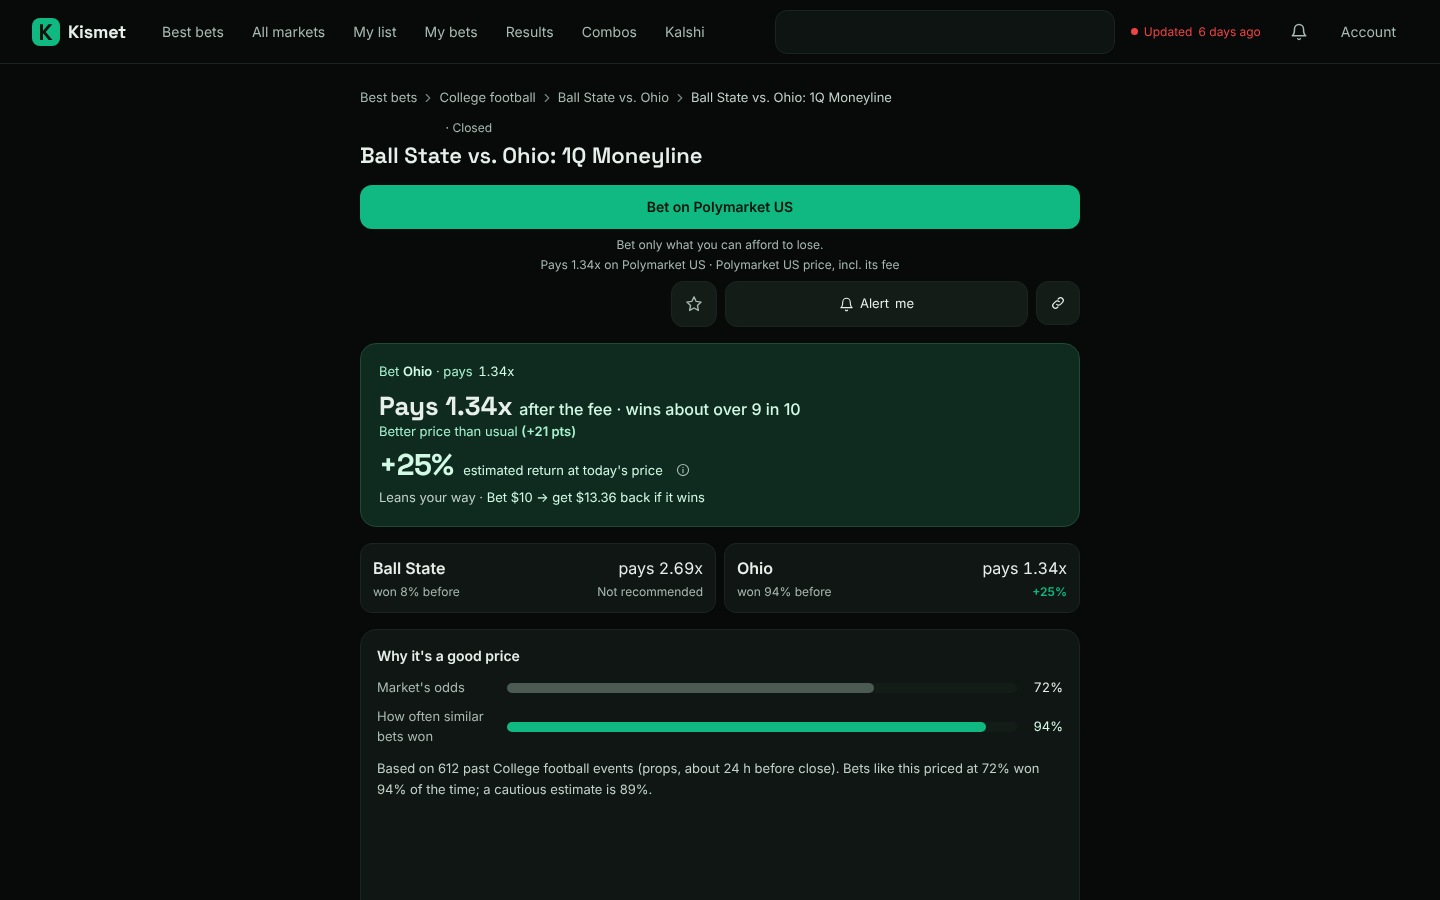 K Kismet Best bets All markets My list My bets Results Combos Kalshi Updated 6 days ago Account
Best bets > College football > Ball State vs. Ohio > Ball State vs. Ohio: 1Q Moneyline
· Closed
Ball State vs. Ohio: 1Q Moneyline
Bet on Polymarket US
Bet only what you can afford to lose.
Pays 1.34x on Polymarket US · Polymarket US price, incl. its fee
Alert me
Bet Ohio · pays 1.34x
Pays 1.34x after the fee · wins about over 9 in 10
Better price than usual (+21 pts)
+25% estimated return at today's price
Leans your way · Bet $10 → get $13.36 back if it wins
Ball State pays 2.69x
won 8% before Not recommended
Ohio pays 1.34x
won 94% before +25%
Why it's a good price
Market's odds 72%
How often similar
bets won 94%
Based on 612 past College football events (props, about 24 h before close). Bets like this priced at 72% won
94% of the time; a cautious estimate is 89%.